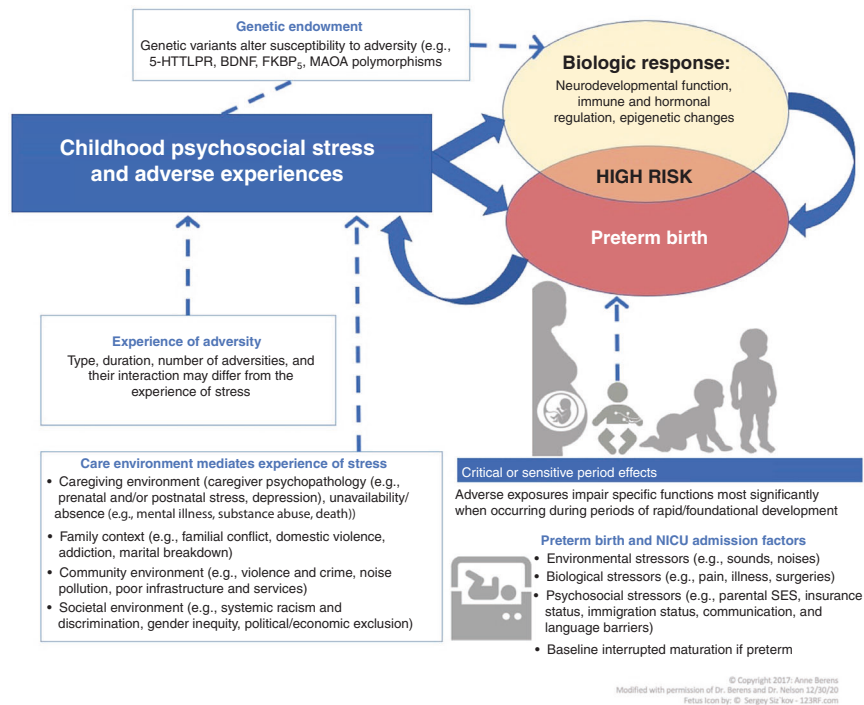 Genetic endowment
Genetic variants alter susceptibility to adversity (e.g.,
5-HTTLPR, BDNF, FKBP5, MAOA polymorphisms
Biologic response:
Neurodevelopmental function,
immune and hormonal
regulation, epigenetic changes
Childhood psychosocial stress
and adverse experiences
HIGH RISK
Preterm birth
Experience of adversity
Type, duration, number of adversities, and
their interaction may differ from the
experience of stress
Care environment mediates experience of stress
• Caregiving environment (caregiver psychopathology (e.g.,
prenatal and/or postnatal stress, depression), unavailability/
absence (e.g., mental illness, substance abuse, death))
• Family context (e.g., familial conflict, domestic violence,
addiction, marital breakdown)
• Community environment (e.g., violence and crime, noise
pollution, poor infrastructure and services)
• Societal environment (e.g., systemic racism and
discrimination, gender inequity, political/economic exclusion)
Critical or sensitive period effects
Adverse exposures impair specific functions most significantly
when occurring during periods of rapid/foundational development
Preterm birth and NICU admission factors
• Environmental stressors (e.g., sounds, noises)
• Biological stressors (e.g., pain, illness, surgeries)
• Psychosocial stressors (e.g., parental SES, insurance
status, immigration status, communication, and
language barriers)
• Baseline interrupted maturation if preterm
© Copyright 2017: Anne Berens
Modified with permission of Dr. Berens and Dr. Nelson 12/30/20
Fetus Icon by: © Sergey Siz`kov - 123RF.com